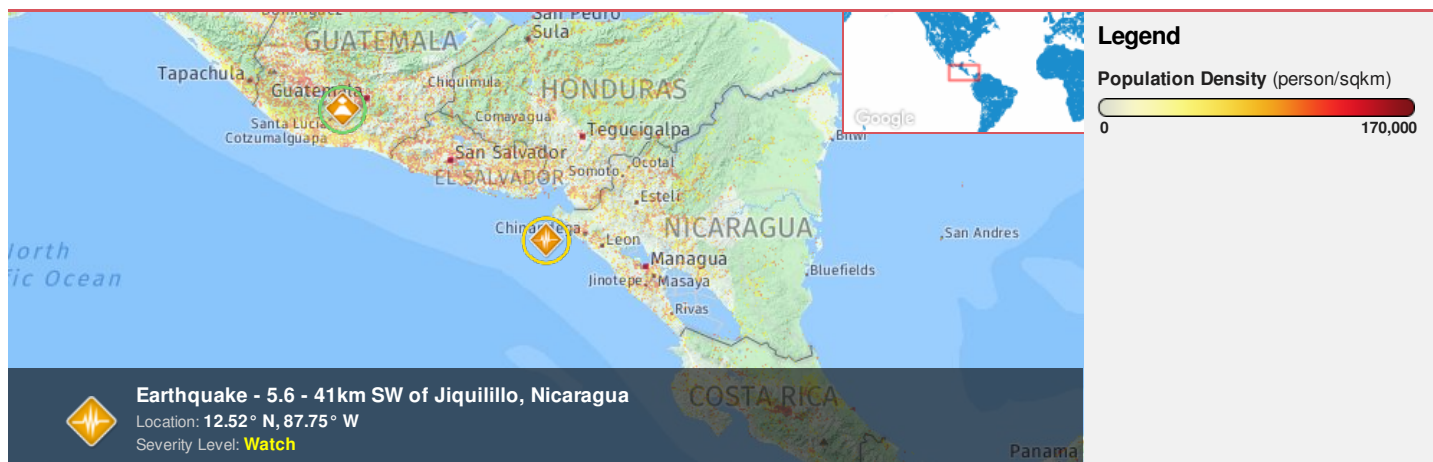 San Pedro
Sula
GUATEMALA
Tapachula
Chiquimula
HONDURAS
Guatemala
Comayagua
Santa Lucia
Cotzumalguapa
Tegucigalpa
San Salvador
EL SALVADOR
Somoto
Ocotal
Esteli
Chinandega
NICARAGUA
Leon
San Andres
Managua
Bluefields
Jinotepe
Masaya
Rivas
North
fic Ocean
COSTA RICA
Panama
Bilwi
Google
Earthquake - 5.6 - 41km SW of Jiquilillo, Nicaragua
Location: 12.52° N, 87.75° W
Severity Level: Watch
Legend
Population Density (person/sqkm)
0 170,000